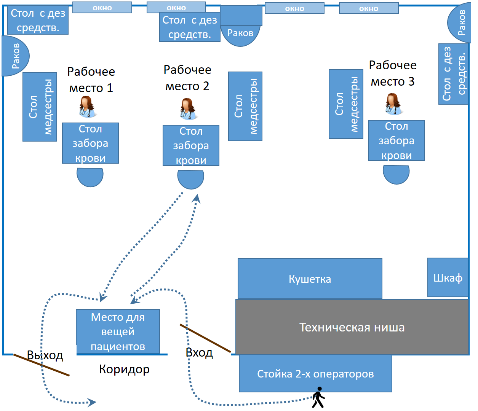 окно
окно
окно
окно
Стол с дез
средств.
Стол с дез
средств.
Раков
Раков
Раков
Стол с дез
средств.
Рабочее
место 1
Рабочее
место 2
Рабочее
место 3
Стол
медсестры
Стол
медсестры
Стол
медсестры
Стол
забора
крови
Стол
забора
крови
Стол
забора
крови
Кушетка
Шкаф
Место для
вещей
пациентов
Техническая ниша
Выход
Вход
Коридор
Стойка 2-х операторов